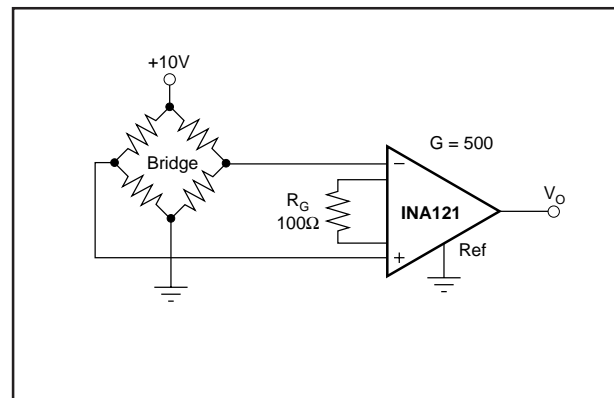 +10V
G = 500
Bridge
−
V_O
R_G
100Ω
INA121
+
Ref